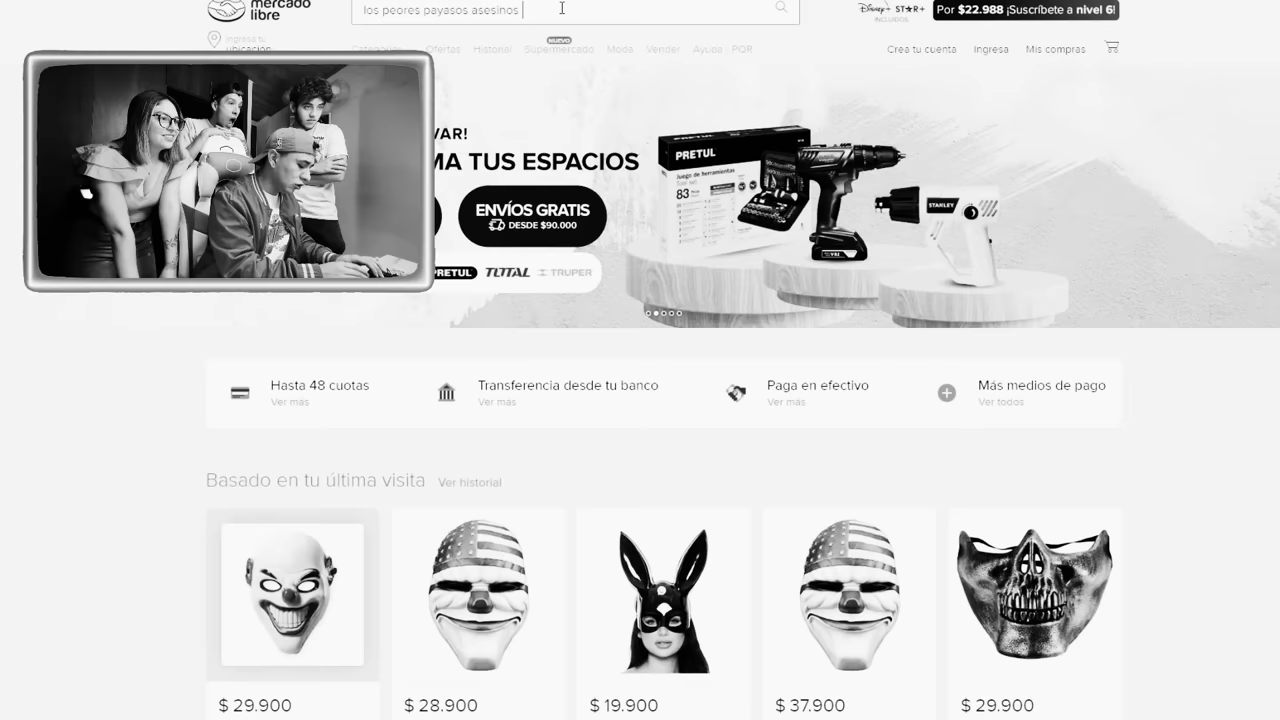 mercado
libre
los peores payasos asesinos
Disney+ STAR+
INCLUIDOS
Por $22.988 ¡Suscríbete a nivel 6!
Ingresa tu
ubicación
Categorías
Ofertas
Historial
Supermercado
NUEVO
Moda
Vender
Ayuda / PQR
Crea tu cuenta
Ingresa
Mis compras
VAR!
MA TUS ESPACIOS
ENVÍOS GRATIS
DESDE $90.000
PRETUL
TOTAL
TRUPER
PRETUL
Juego de herramientas
Tool set
83
Piezas
STANLEY
Hasta 48 cuotas
Ver más
Transferencia desde tu banco
Ver más
Paga en efectivo
Ver más
Más medios de pago
Ver todos
Basado en tu última visita
Ver historial
$ 29.900
$ 28.900
$ 19.900
$ 37.900
$ 29.900